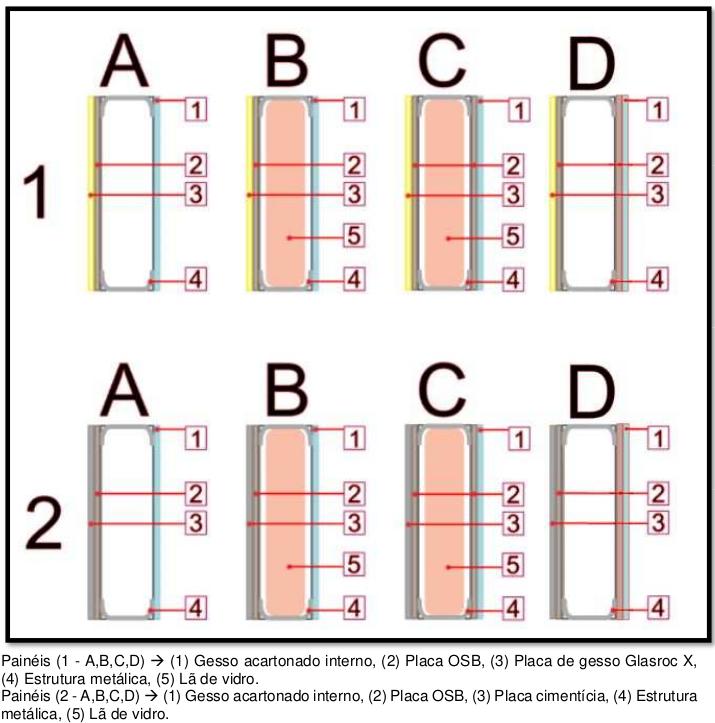 A B C D
1
1 1 1 1
2 2 2 2
3 3 3 3
5 5
4 4 4 4
A B C D
2
1 1 1 1
2 2 2 2
3 3 3 3
5 5
4 4 4 4
Painéis (1 - A,B,C,D) → (1) Gesso acartonado interno, (2) Placa OSB, (3) Placa de gesso Glasroc X,
(4) Estrutura metálica, (5) Lã de vidro.
Painéis (2 - A,B,C,D) → (1) Gesso acartonado interno, (2) Placa OSB, (3) Placa cimentícia, (4) Estrutura
metálica, (5) Lã de vidro.